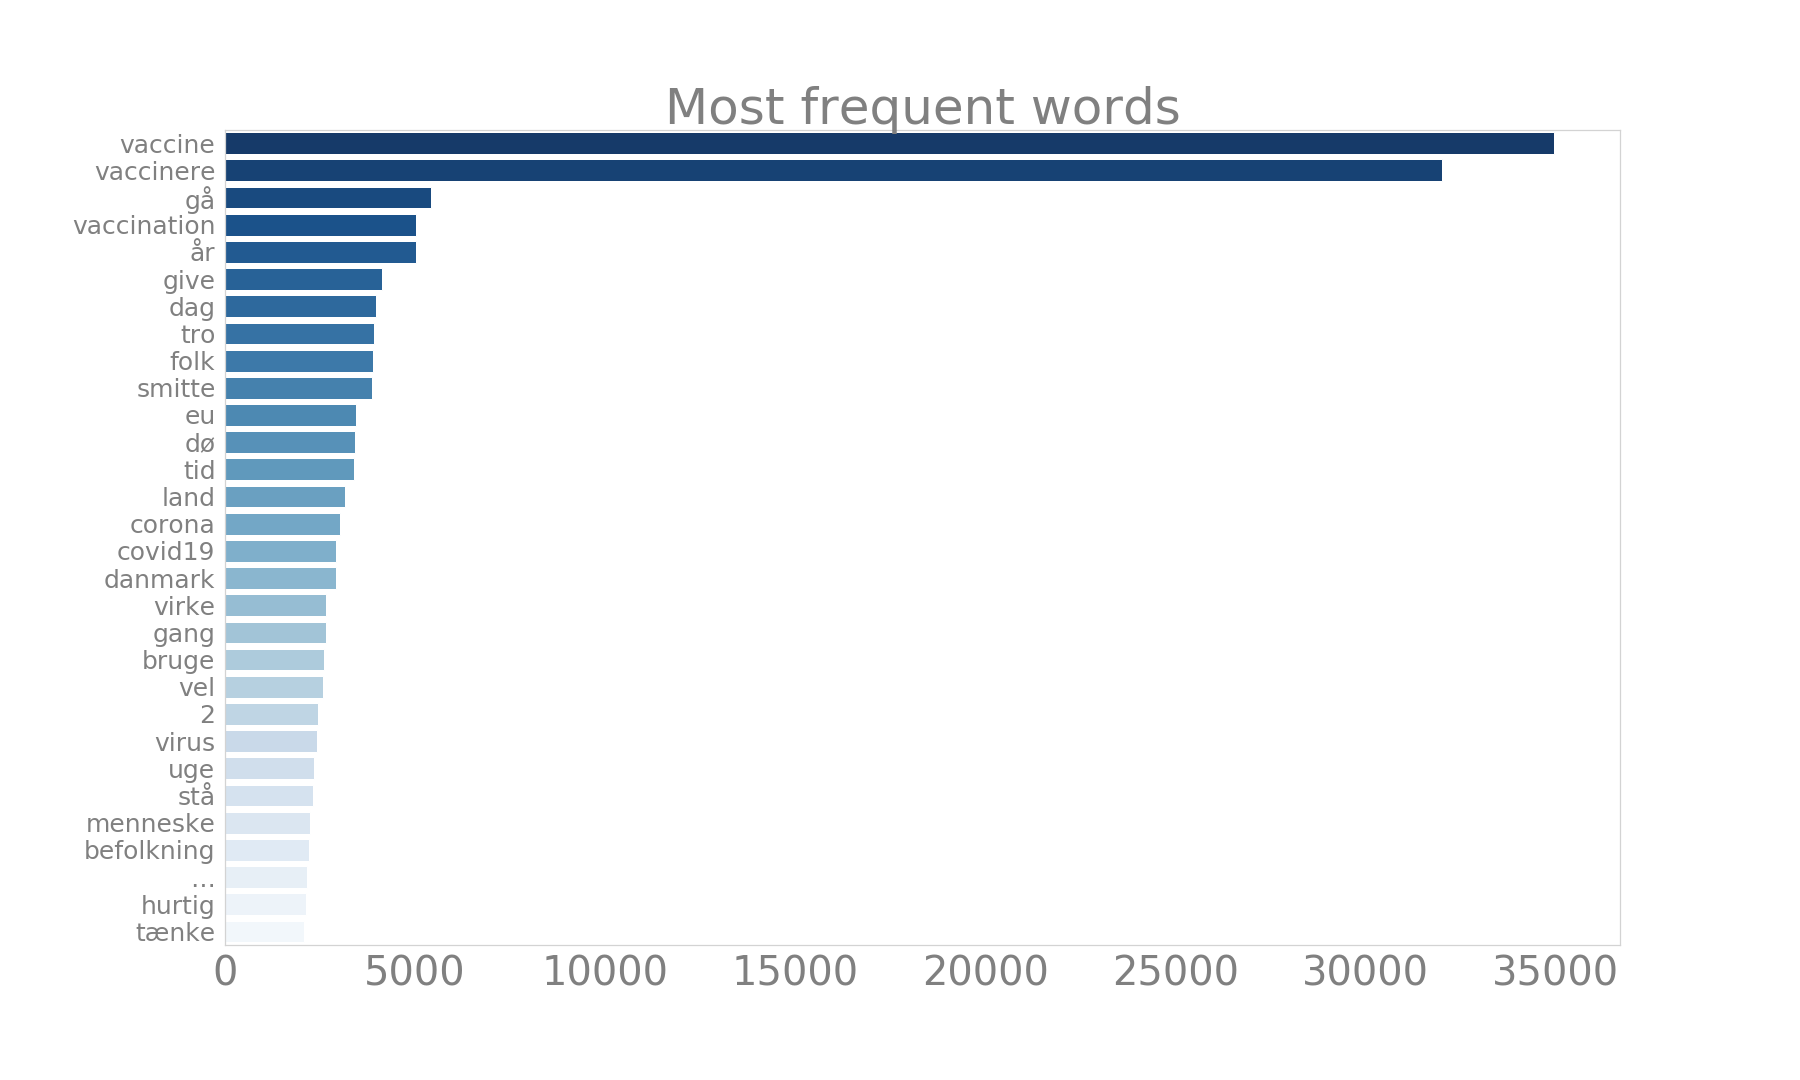 Most frequent words
vaccine
vaccinere
gå
vaccination
år
give
dag
tro
folk
smitte
eu
dø
tid
land
corona
covid19
danmark
virke
gang
bruge
vel
2
virus
uge
stå
menneske
befolkning
…
hurtig
tænke
0 5000 10000 15000 20000 25000 30000 35000